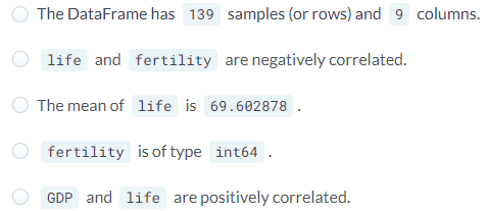 The DataFrame has 139 samples (or rows) and 9 columns.
life and fertility are negatively correlated.
The mean of life is 69.602878 .
fertility is of type int64 .
GDP and life are positively correlated.